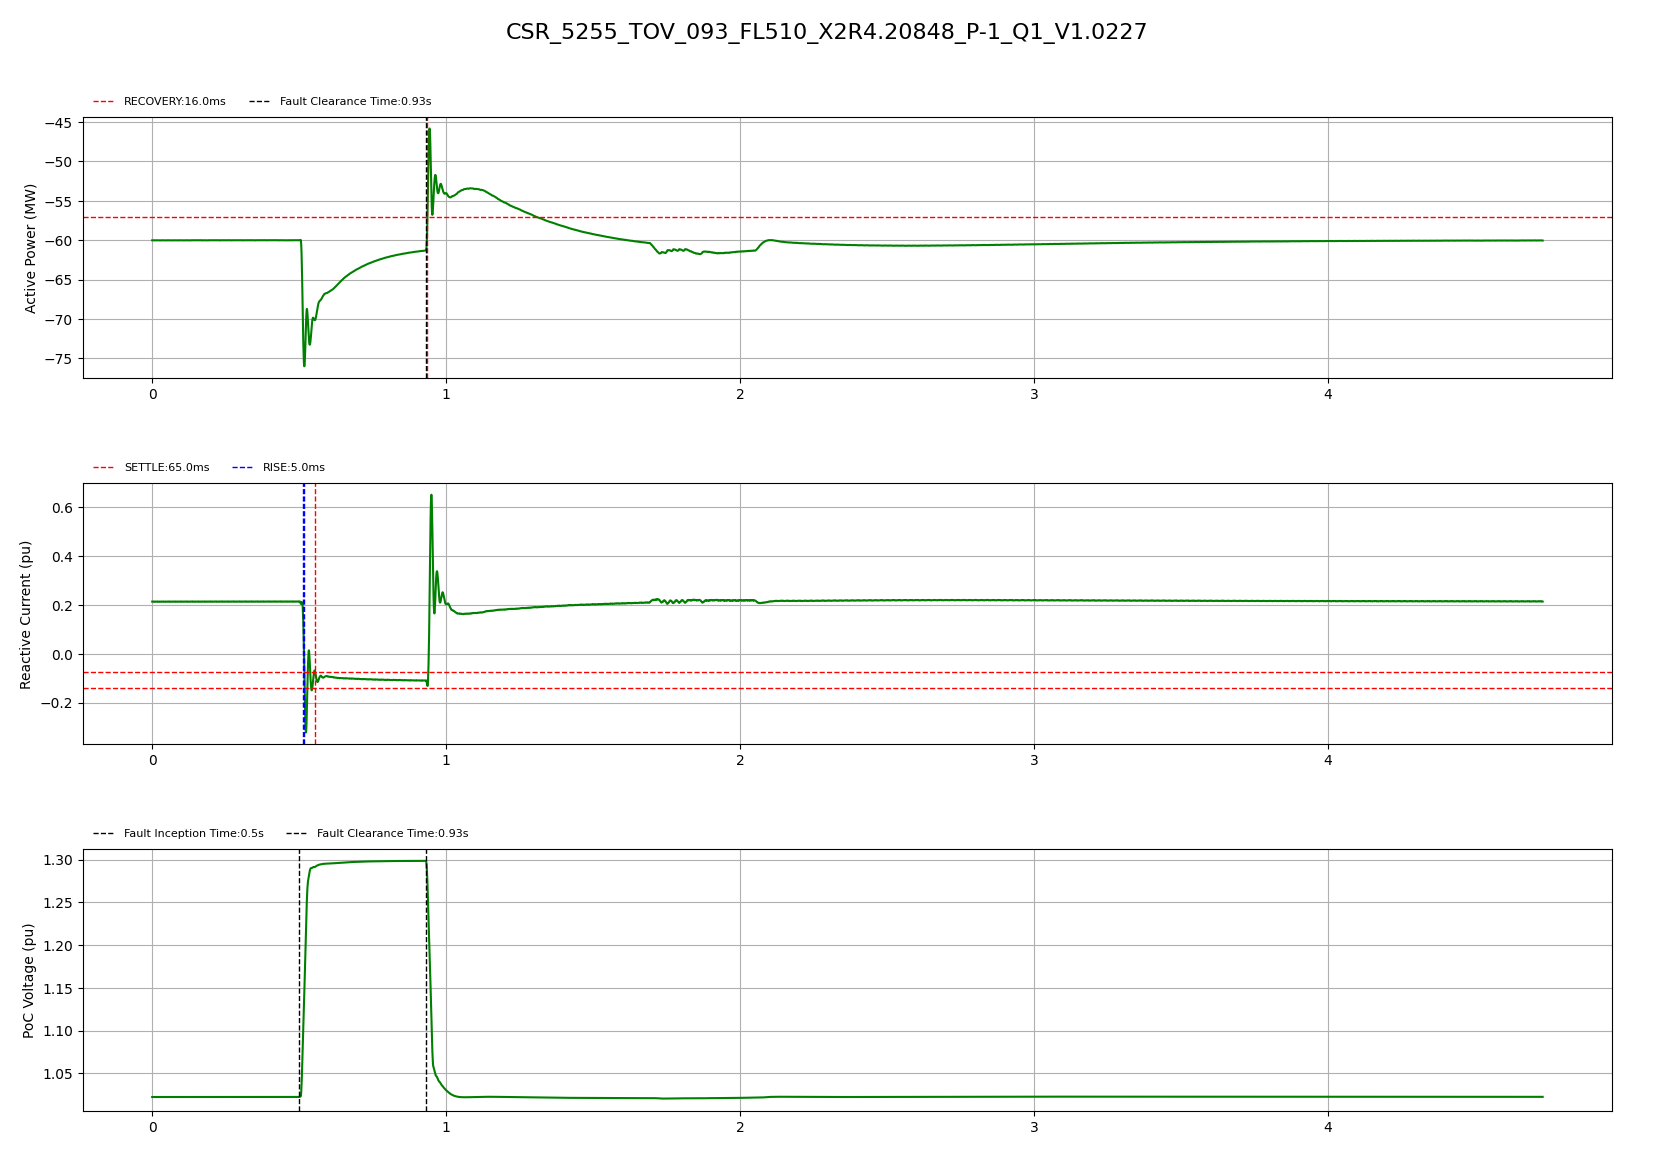 CSR_5255_TOV_093_FL510_X2R4.20848_P-1_Q1_V1.0227
RECOVERY:16.0ms Fault Clearance Time:0.93s
Active Power (MW)
−45
−50
−55
−60
−65
−70
−75
0 1 2 3 4
SETTLE:65.0ms RISE:5.0ms
Reactive Current (pu)
0.6
0.4
0.2
0.0
−0.2
0 1 2 3 4
Fault Inception Time:0.5s Fault Clearance Time:0.93s
PoC Voltage (pu)
1.30
1.25
1.20
1.15
1.10
1.05
0 1 2 3 4